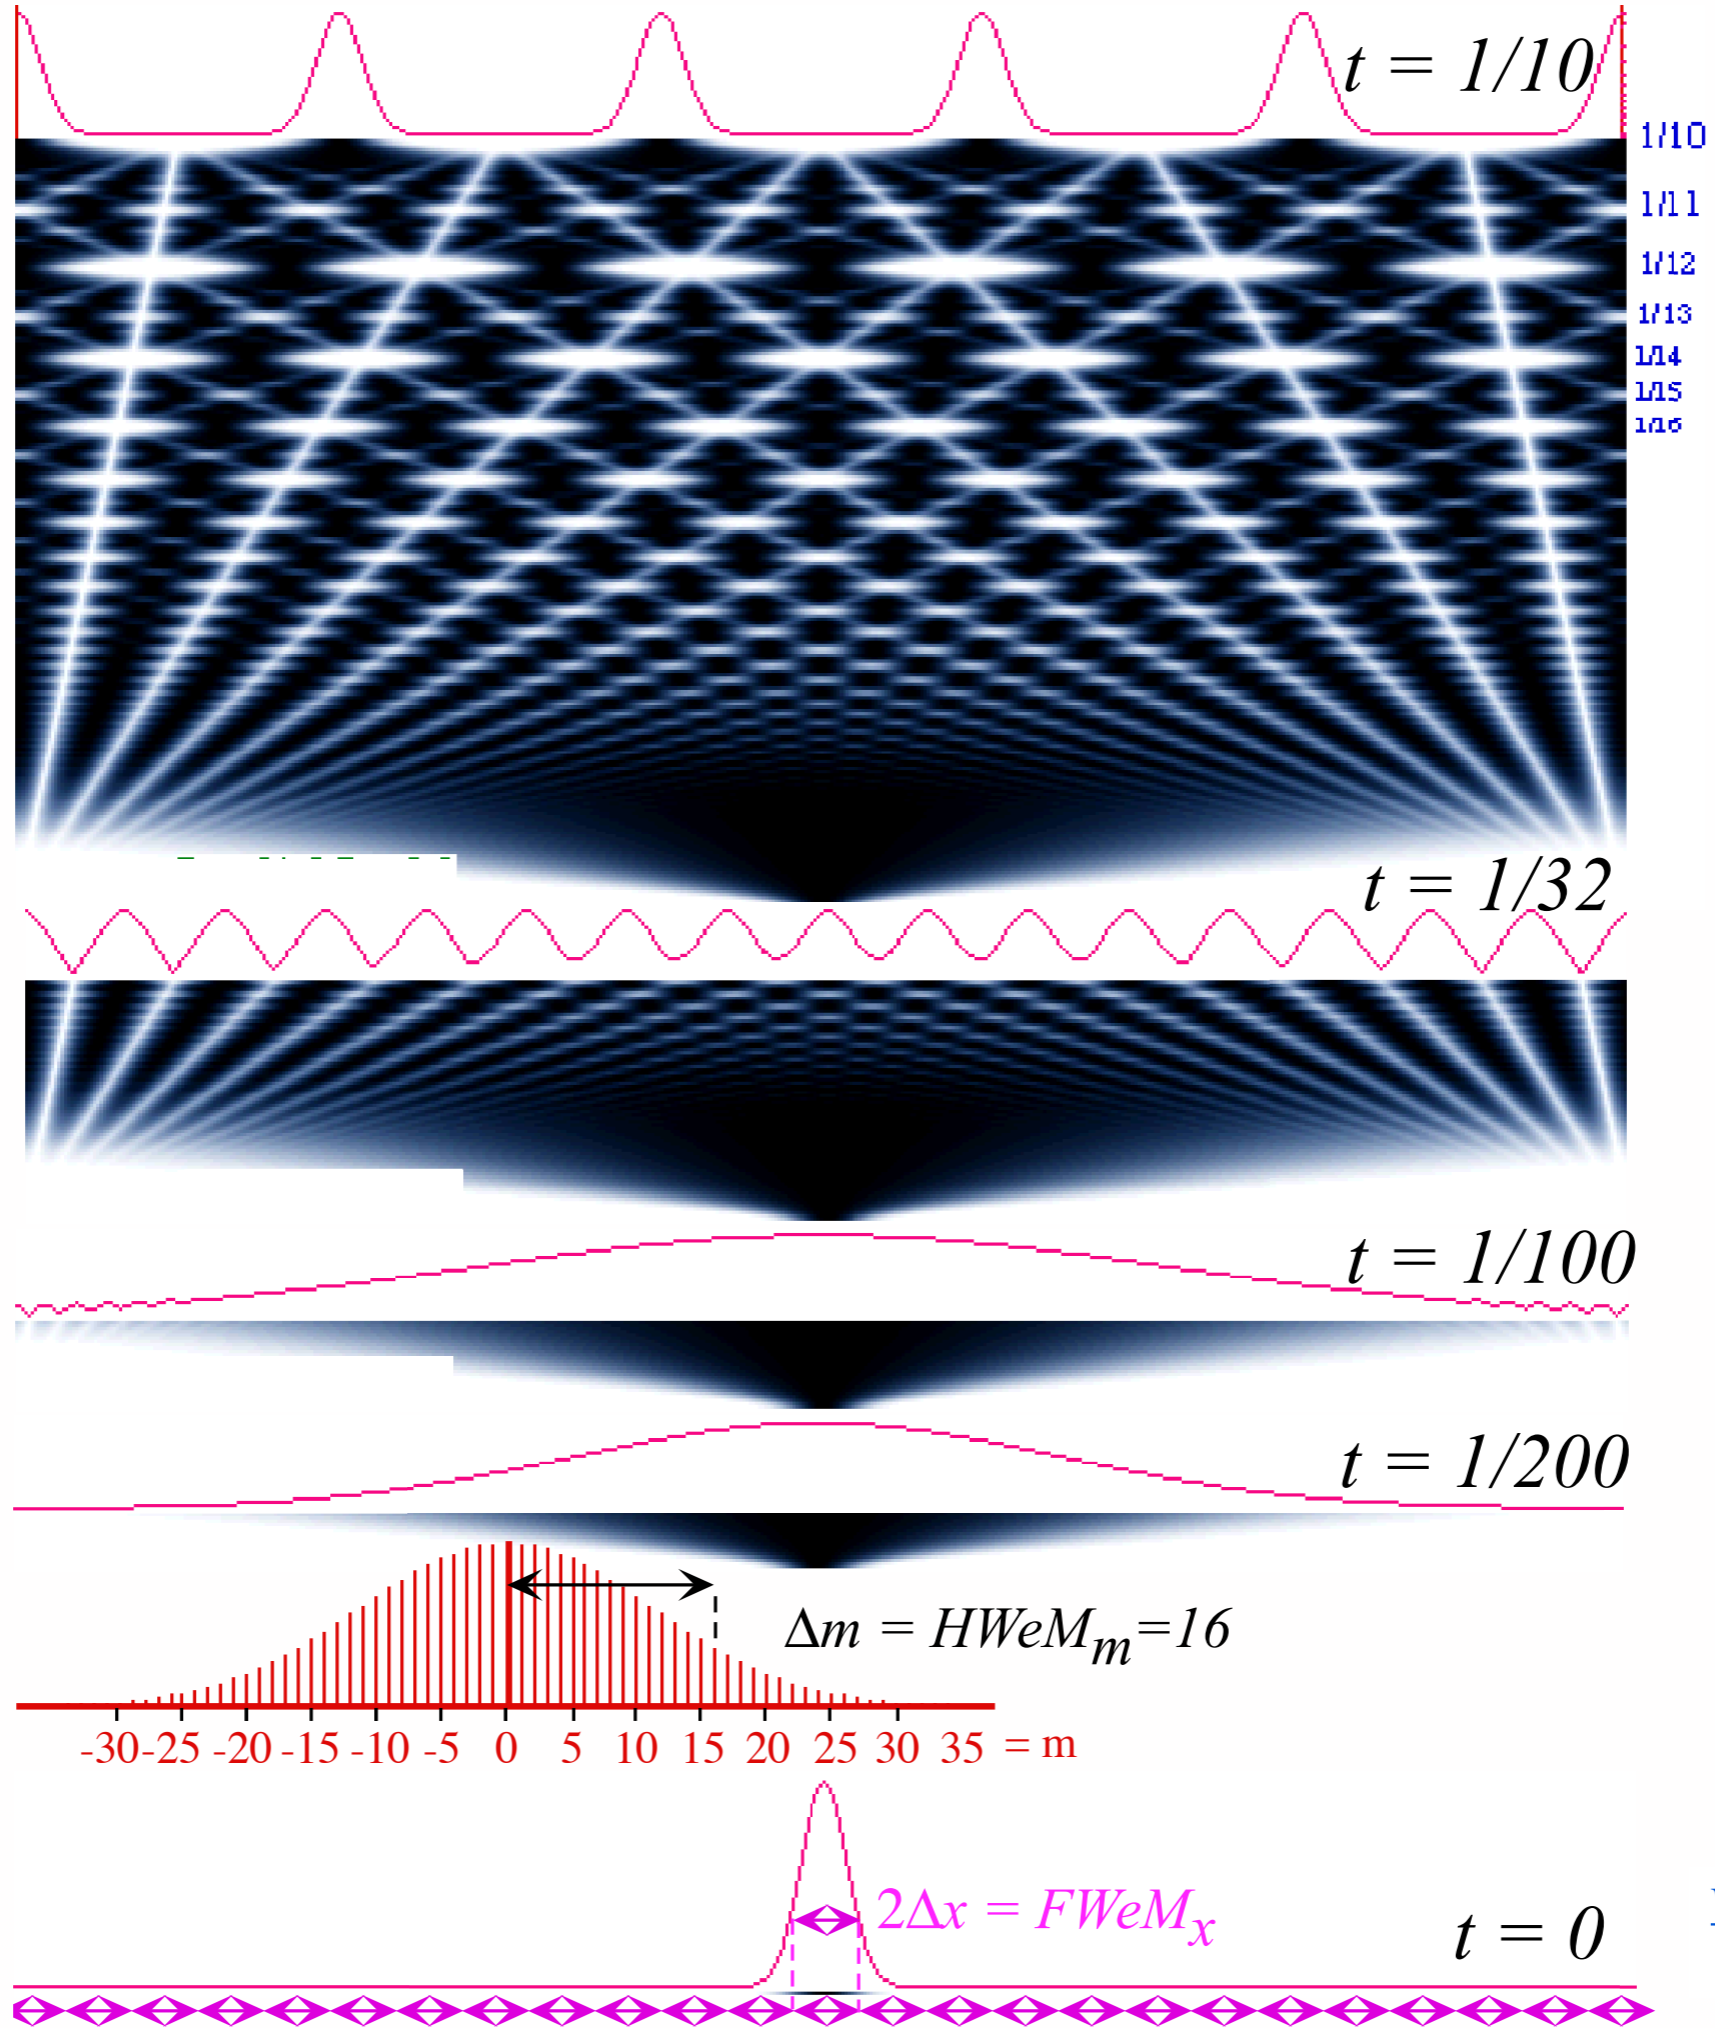 t = 1/10
1/10
1/11
1/12
1/13
1/14
1/15
1/16
t = 1/32
t = 1/100
t = 1/200
Δm = HWeMm=16
-30 -25 -20 -15 -10 -5 0 5 10 15 20 25 30 35 = m
2Δx = FWeMx
t = 0